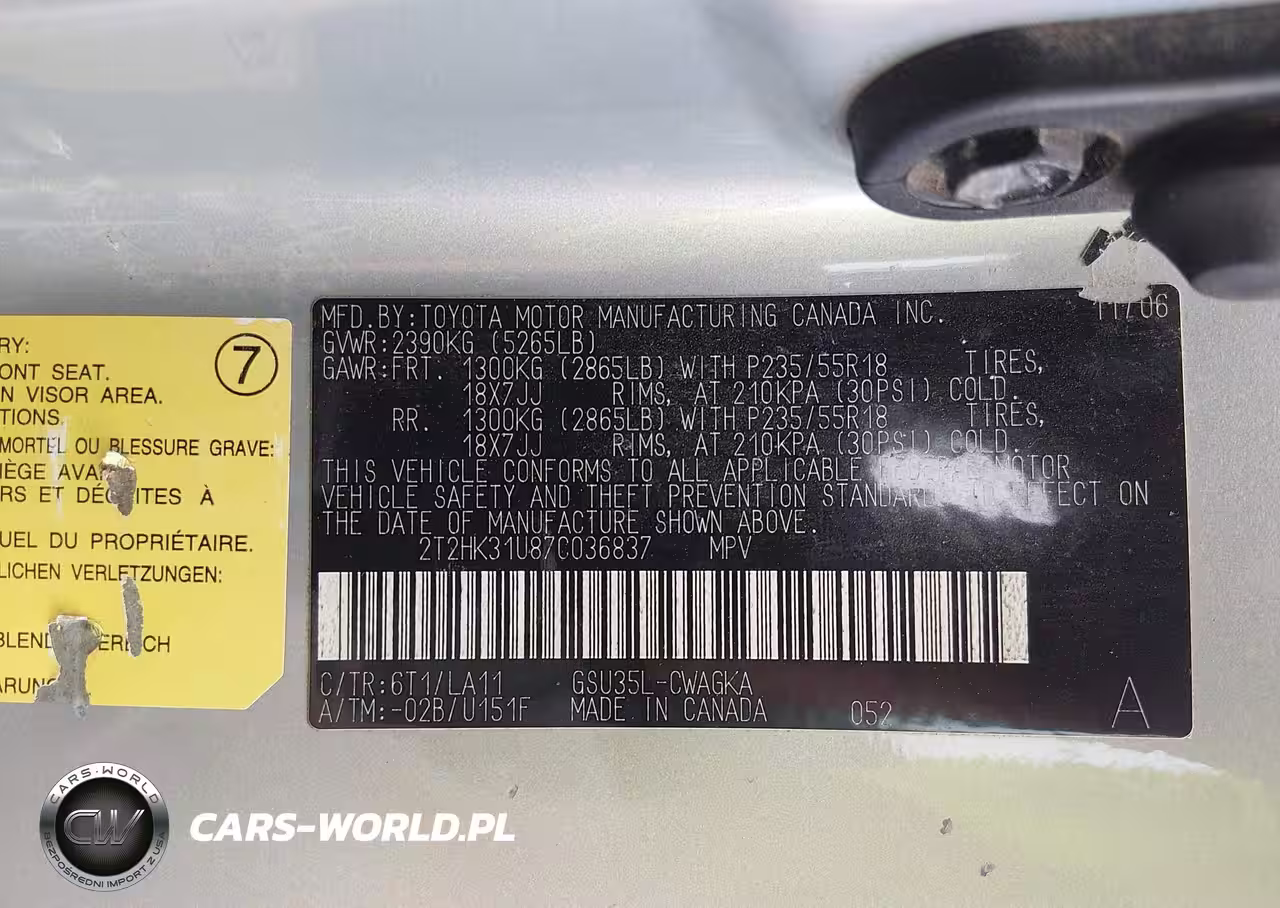 RY:
ONT SEAT.
N VISOR AREA.
TIONS.
7
MORTEL OU BLESSURE GRAVE:
IÈGE AVA
RS ET DÉ ITES À
UEL DU PROPRIÉTAIRE.
LICHEN VERLETZUNGEN:
BLEND EREICH
ARUN
MFD.BY:TOYOTA MOTOR MANUFACTURING CANADA INC. 11/06
GVWR:2390KG (5265LB)
GAWR:FRT. 1300KG (2865LB) WITH P235/55R18 TIRES,
18X7JJ RIMS, AT 210KPA (30PSI) COLD.
RR. 1300KG (2865LB) WITH P235/55R18 TIRES,
18X7JJ RIMS, AT 210KPA (30PSI) COLD.
THIS VEHICLE CONFORMS TO ALL APPLICABLE MOTOR
VEHICLE SAFETY AND THEFT PREVENTION EFFECT ON
THE DATE OF MANUFACTURE SHOWN ABOVE.
2T2HK31U87C036837 MPV
C/TR:6T1/LA11 GSU35L-CWAGKA
A/TM:-02B/U151F MADE IN CANADA 052 A
CARS-WORLD
CW
BEZPOŚREDNI IMPORT Z USA
CARS-WORLD.PL